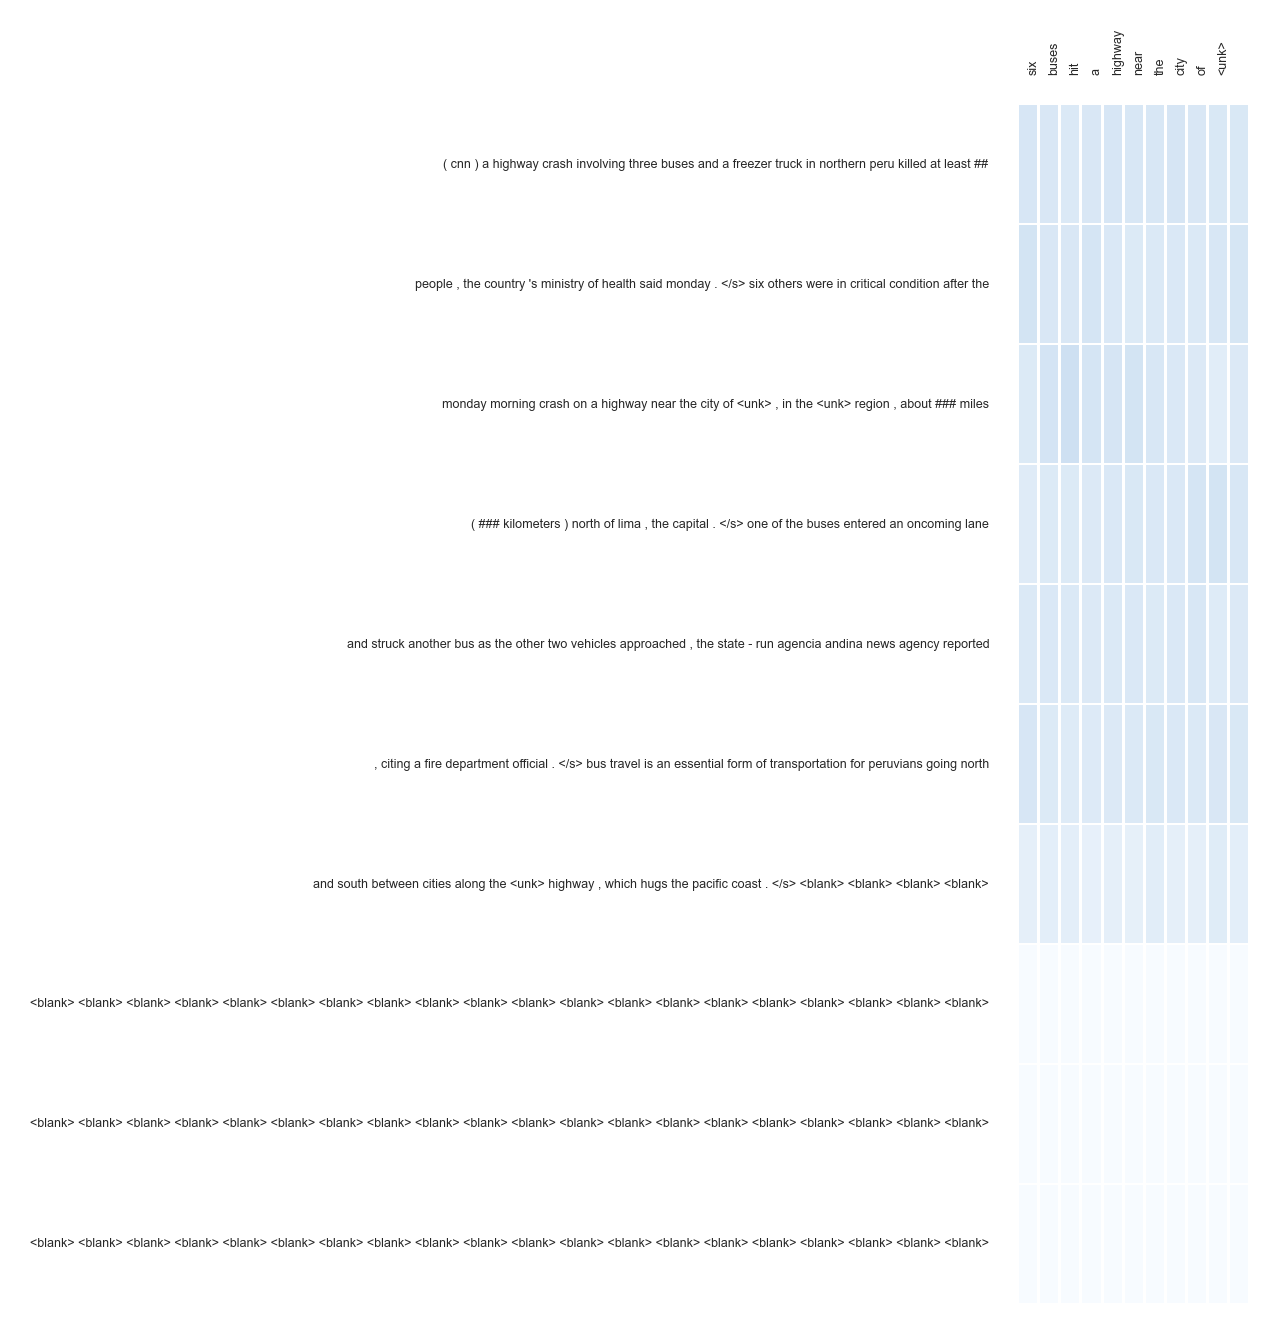 six
buses
hit
a
highway
near
the
city
of
<unk>
( cnn ) a highway crash involving three buses and a freezer truck in northern peru killed at least ##
people , the country 's ministry of health said monday . </s> six others were in critical condition after the
monday morning crash on a highway near the city of <unk> , in the <unk> region , about ### miles
( ### kilometers ) north of lima , the capital . </s> one of the buses entered an oncoming lane
and struck another bus as the other two vehicles approached , the state - run agencia andina news agency reported
, citing a fire department official . </s> bus travel is an essential form of transportation for peruvians going north
and south between cities along the <unk> highway , which hugs the pacific coast . </s> <blank> <blank> <blank> <blank>
<blank> <blank> <blank> <blank> <blank> <blank> <blank> <blank> <blank> <blank> <blank> <blank> <blank> <blank> <blank> <blank> <blank> <blank> <blank> <blank>
<blank> <blank> <blank> <blank> <blank> <blank> <blank> <blank> <blank> <blank> <blank> <blank> <blank> <blank> <blank> <blank> <blank> <blank> <blank> <blank>
<blank> <blank> <blank> <blank> <blank> <blank> <blank> <blank> <blank> <blank> <blank> <blank> <blank> <blank> <blank> <blank> <blank> <blank> <blank> <blank>